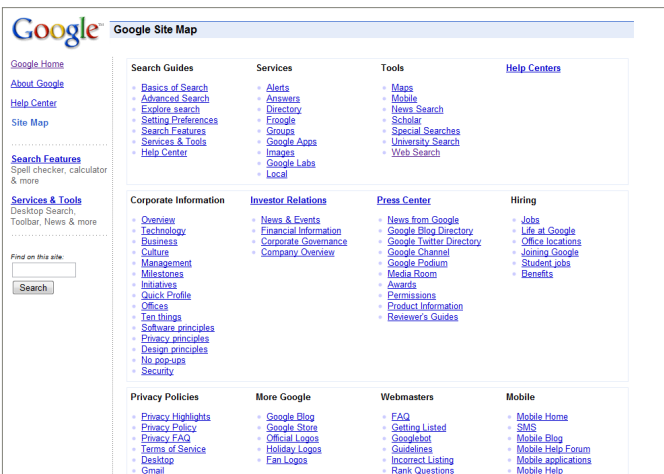 Google™ Google Site Map
Google Home
About Google
Help Center
Site Map
Search Features
Spell checker, calculator
& more
Services & Tools
Desktop Search,
Toolbar, News & more
Find on this site:
Search
Search Guides
Basics of Search
Advanced Search
Explore search
Setting Preferences
Search Features
Services & Tools
Help Center
Services
Alerts
Answers
Directory
Froogle
Groups
Google Apps
Images
Google Labs
Local
Tools
Maps
Mobile
News Search
Scholar
Special Searches
University Search
Web Search
Help Centers
Corporate Information
Overview
Technology
Business
Culture
Management
Milestones
Initiatives
Quick Profile
Offices
Ten things
Software principles
Privacy principles
Design principles
No pop-ups
Security
Investor Relations
News & Events
Financial Information
Corporate Governance
Company Overview
Press Center
News from Google
Google Blog Directory
Google Twitter Directory
Google Channel
Google Podium
Media Room
Awards
Permissions
Product Information
Reviewer's Guides
Hiring
Jobs
Life at Google
Office locations
Joining Google
Student jobs
Benefits
Privacy Policies
Privacy Highlights
Privacy Policy
Privacy FAQ
Terms of Service
Desktop
Gmail
More Google
Google Blog
Google Store
Official Logos
Holiday Logos
Fan Logos
Webmasters
FAQ
Getting Listed
Googlebot
Guidelines
Incorrect Listing
Rank Questions
Mobile
Mobile Home
SMS
Mobile Blog
Mobile Help Forum
Mobile applications
Mobile Help